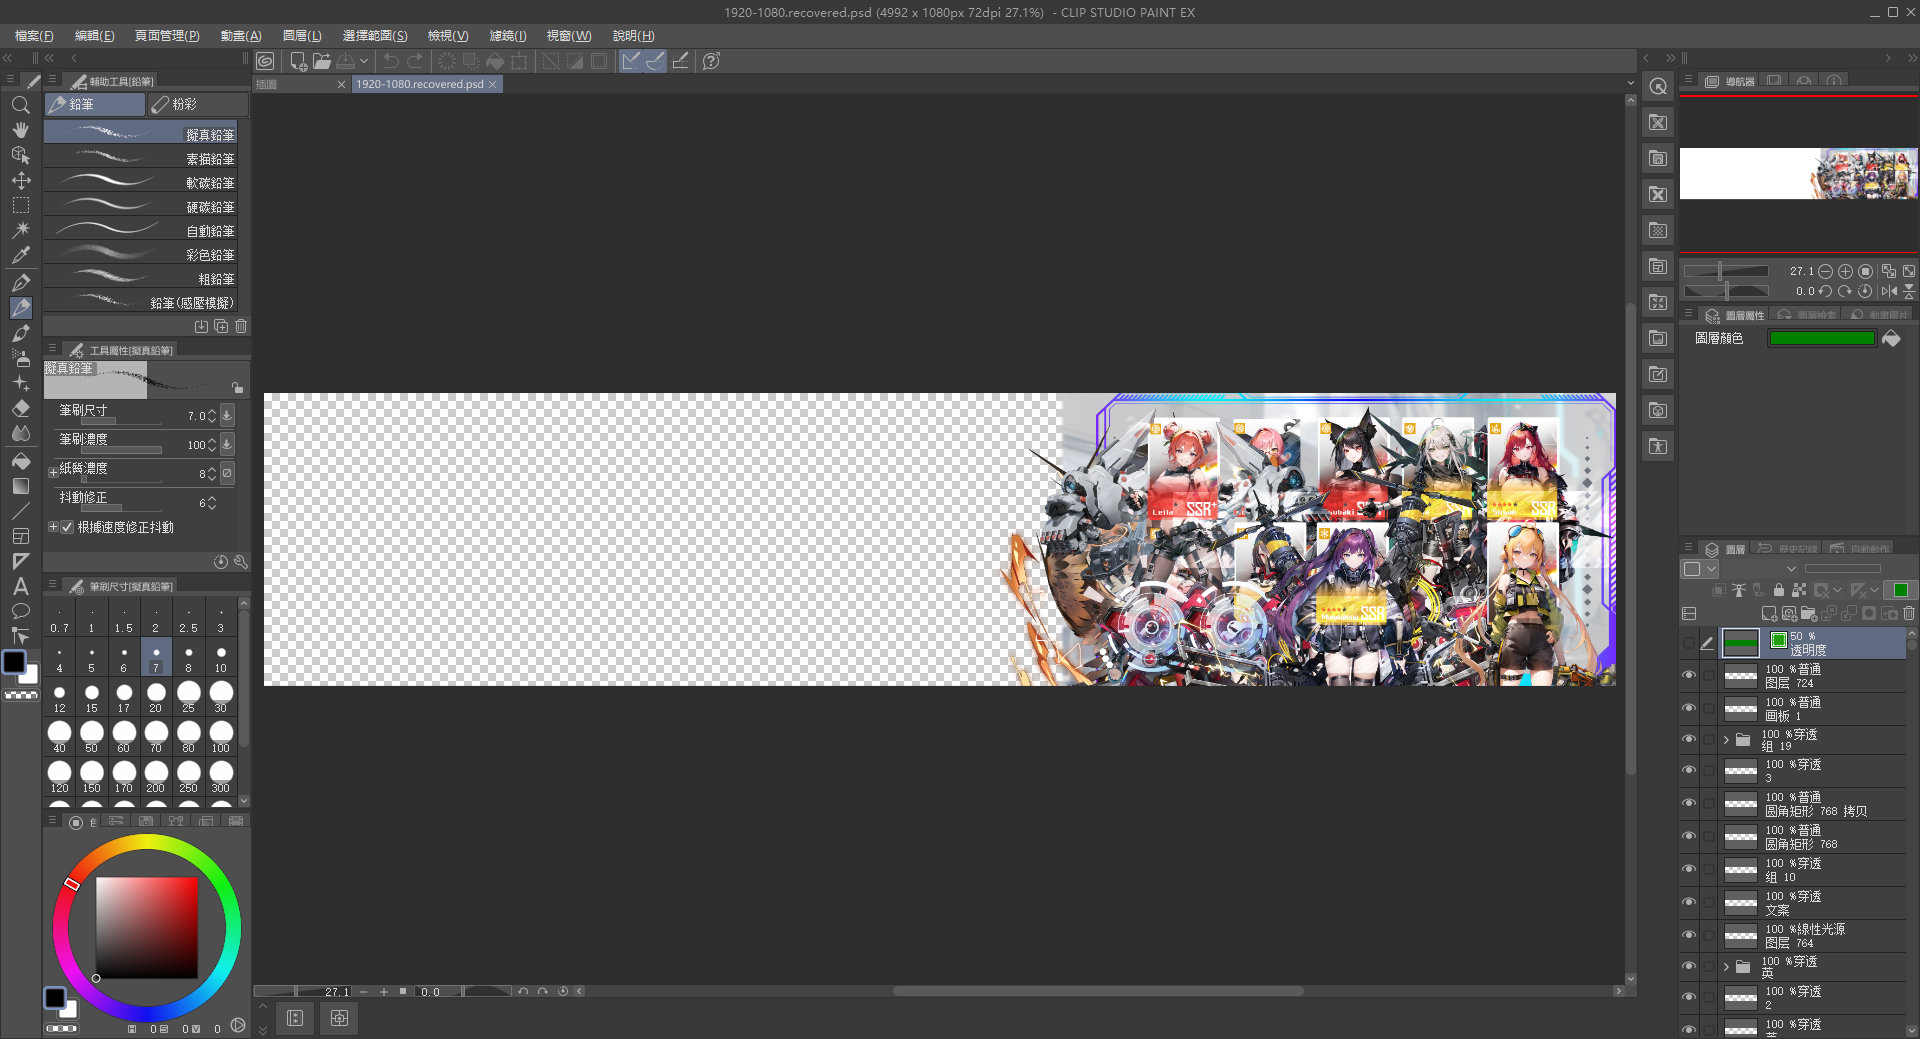 1920-1080.recovered.psd (4992 x 1080px 72dpi 27.1%)  - CLIP STUDIO PAINT EX
檔案(F) 編輯(E) 頁面管理(P) 動畫(A) 圖層(L) 選擇範圍(S) 檢視(V) 濾鏡(I) 視窗(W) 說明(H)
輔助工具[鉛筆]
插圖 1920-1080.recovered.psd
鉛筆 粉彩
擬真鉛筆
素描鉛筆
軟碳鉛筆
硬碳鉛筆
自動鉛筆
彩色鉛筆
粗鉛筆
鉛筆(感壓模擬)
工具屬性[擬真鉛筆]
擬真鉛筆
筆刷尺寸 7.0
筆刷濃度 100
紙質濃度 8
抖動修正 6
根據速度修正抖動
筆刷尺寸[擬真鉛筆]
0.7 1 1.5 2 2.5 3
4 5 6 7 8 10
12 15 17 20 25 30
40 50 60 70 80 100
120 150 170 200 250 300
H 0 S 0 V 0
Leila SSR+
SSR
27.1 0.0
導航器
27.1
0.0
圖層屬性 圖層檢索 動畫圖片
圖層顏色
圖層 歷史記錄 自動動作
50 %
透明度
100 %普通
图层 724
100 %普通
画板 1
100 %穿透
组 19
100 %穿透
3
100 %普通
圆角矩形 768 拷贝
100 %普通
圆角矩形 768
100 %穿透
组 10
100 %穿透
文案
100 %線性光源
图层 764
100 %穿透
英
100 %穿透
2
100 %穿透